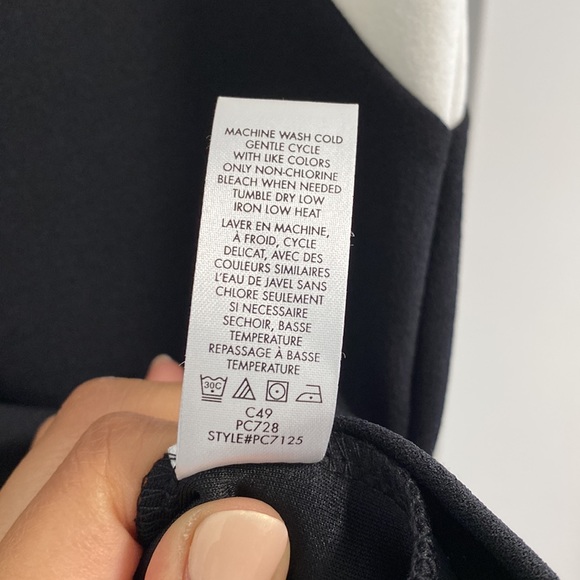 MACHINE WASH COLD
GENTLE CYCLE
WITH LIKE COLORS
ONLY NON-CHLORINE
BLEACH WHEN NEEDED
TUMBLE DRY LOW
IRON LOW HEAT
LAVER EN MACHINE,
À FROID, CYCLE
DELICAT, AVEC DES
COULEURS SIMILAIRES
L'EAU DE JAVEL SANS
CHLORE SEULEMENT
SI NECESSAIRE
SECHOIR, BASSE
TEMPERATURE
REPASSAGE À BASSE
TEMPERATURE
30C
C49
PC728
STYLE#PC7125